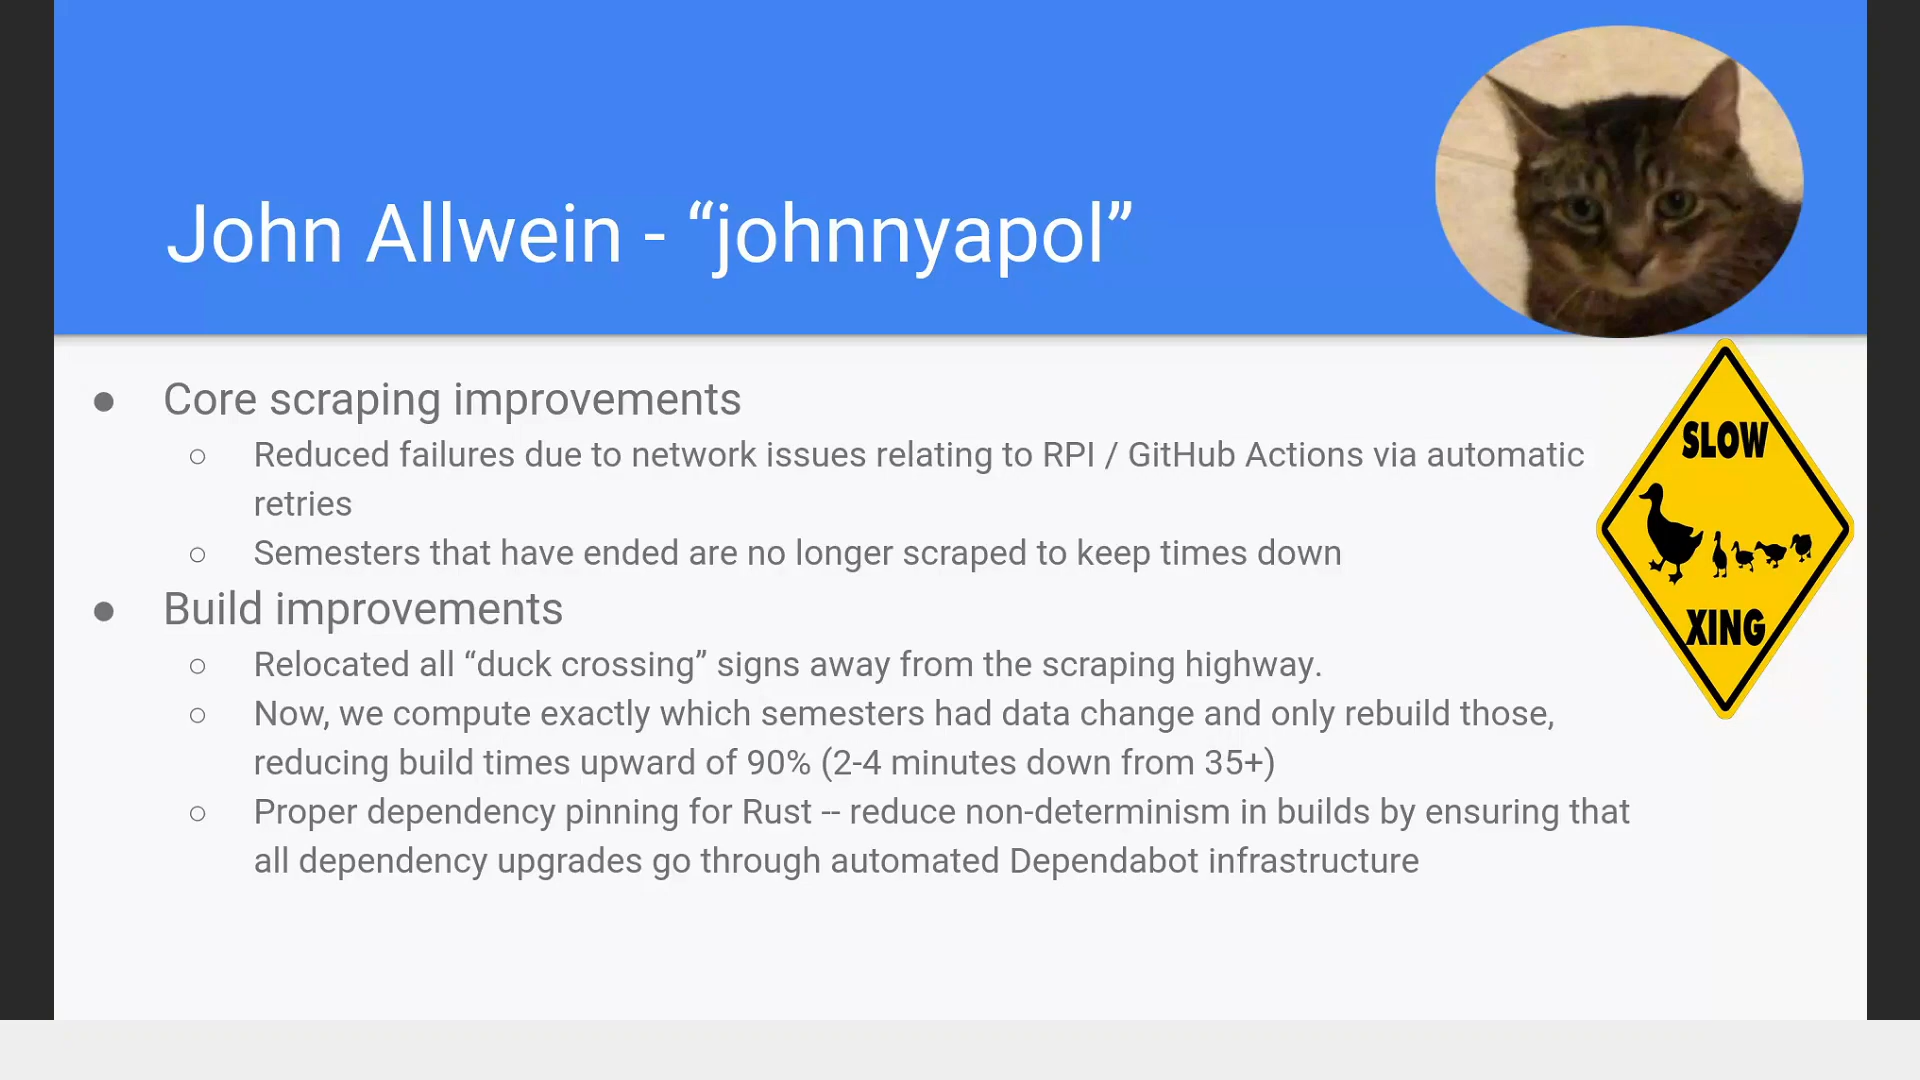 John Allwein - “johnnyapol”
● Core scraping improvements
○ Reduced failures due to network issues relating to RPI / GitHub Actions via automatic
retries
○ Semesters that have ended are no longer scraped to keep times down
● Build improvements
○ Relocated all “duck crossing” signs away from the scraping highway.
○ Now, we compute exactly which semesters had data change and only rebuild those,
reducing build times upward of 90% (2-4 minutes down from 35+)
○ Proper dependency pinning for Rust -- reduce non-determinism in builds by ensuring that
all dependency upgrades go through automated Dependabot infrastructure
SLOW
XING